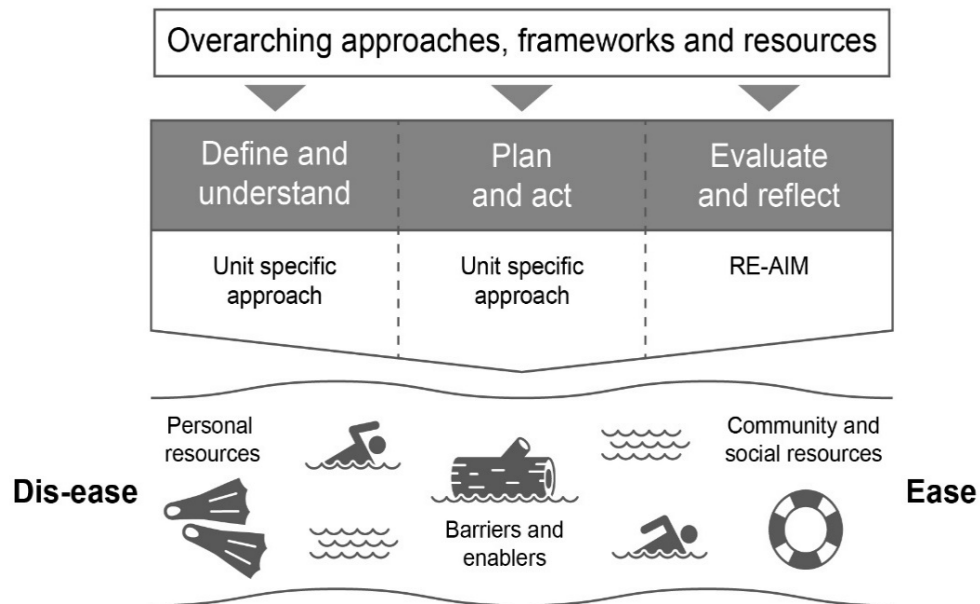 Overarching approaches, frameworks and resources
Define and
understand
Plan
and act
Evaluate
and reflect
Unit specific
approach
Unit specific
approach
RE-AIM
Personal
resources
Community and
social resources
Dis-ease
Barriers and
enablers
Ease